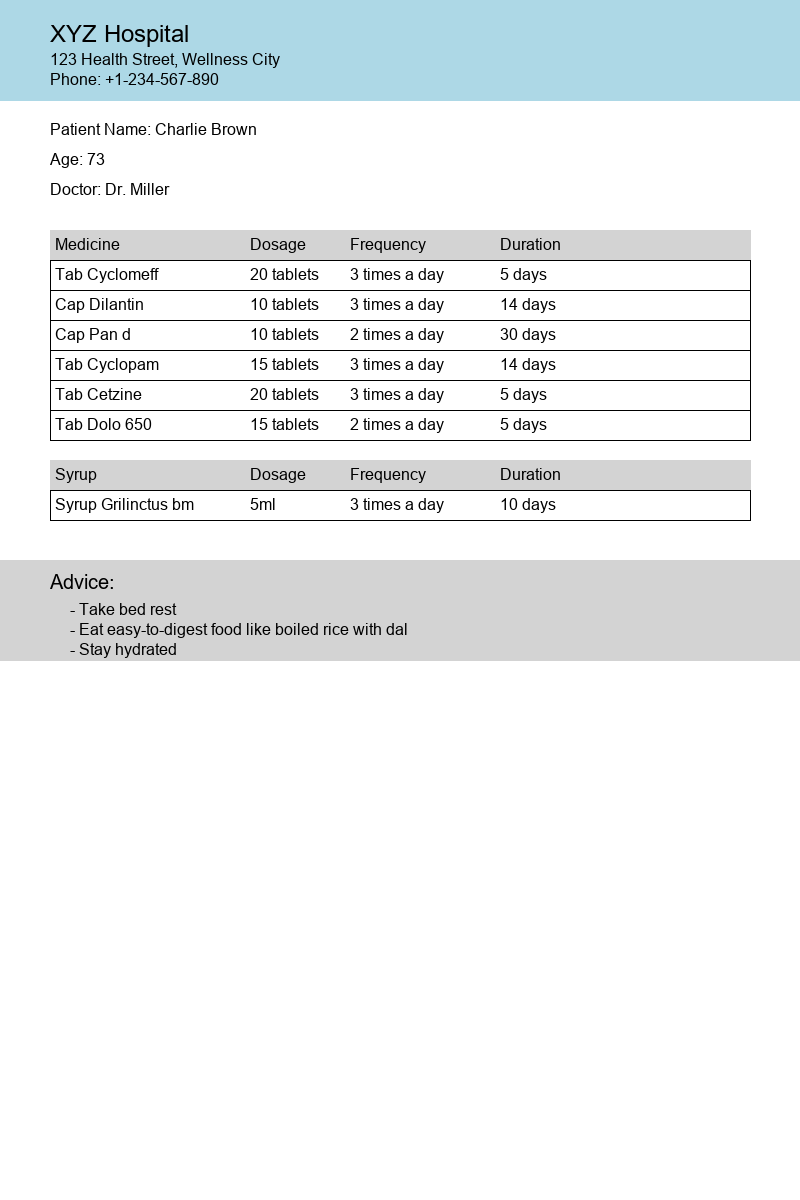 XYZ Hospital
123 Health Street, Wellness City
Phone: +1-234-567-890
Patient Name: Charlie Brown
Age: 73
Doctor: Dr. Miller
Medicine Dosage Frequency Duration
Tab Cyclomeff 20 tablets 3 times a day 5 days
Cap Dilantin 10 tablets 3 times a day 14 days
Cap Pan d 10 tablets 2 times a day 30 days
Tab Cyclopam 15 tablets 3 times a day 14 days
Tab Cetzine 20 tablets 3 times a day 5 days
Tab Dolo 650 15 tablets 2 times a day 5 days
Syrup Dosage Frequency Duration
Syrup Grilinctus bm 5ml 3 times a day 10 days
Advice:
- Take bed rest
- Eat easy-to-digest food like boiled rice with dal
- Stay hydrated